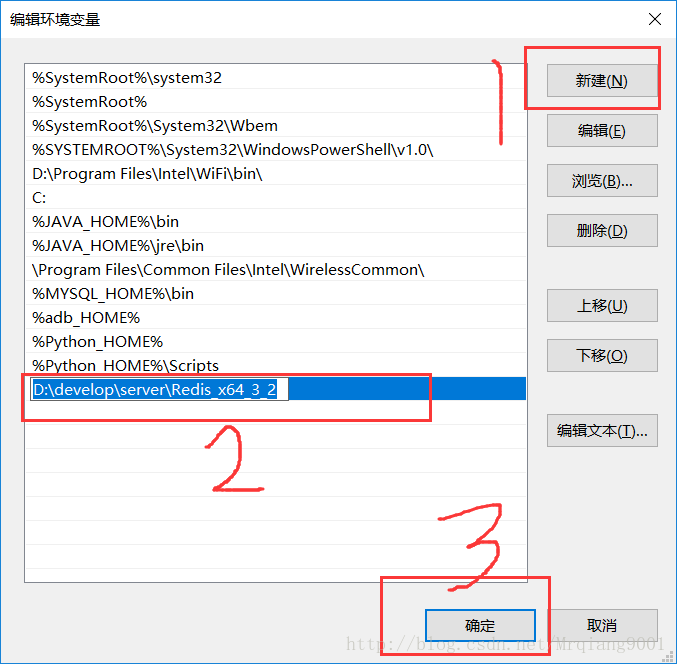 编辑环境变量
%SystemRoot%\system32
%SystemRoot%
%SystemRoot%\System32\Wbem
%SYSTEMROOT%\System32\WindowsPowerShell\v1.0\
D:\Program Files\Intel\WiFi\bin\
C:
%JAVA_HOME%\bin
%JAVA_HOME%\jre\bin
\Program Files\Common Files\Intel\WirelessCommon\
%MYSQL_HOME%\bin
%adb_HOME%
%Python_HOME%
%Python_HOME%\Scripts
D:\develop\server\Redis_x64_3_2
1
新建(N)
编辑(E)
浏览(B)...
删除(D)
上移(U)
下移(O)
编辑文本(T)...
2
3
确定
取消
http://blog.csdn.net/Mrqiang9001